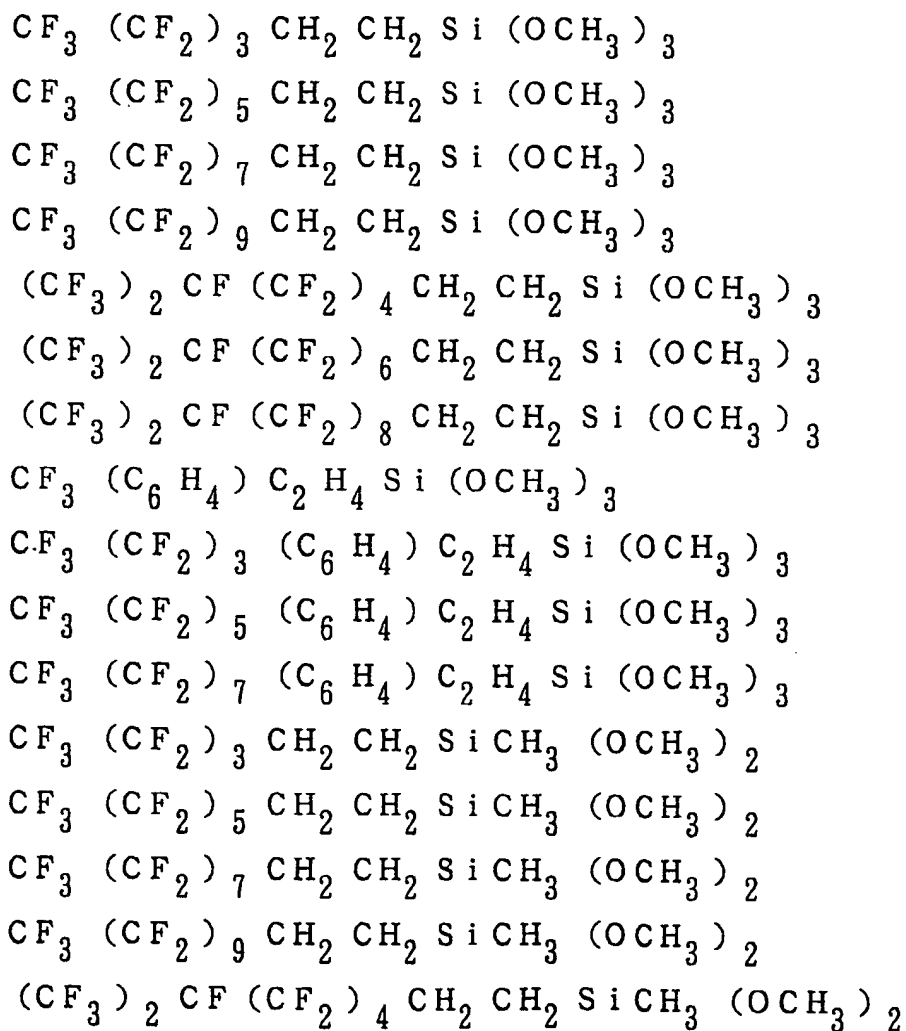 CF₃ (CF₂)₃ CH₂ CH₂ Si (OCH₃)₃
CF₃ (CF₂)₅ CH₂ CH₂ Si (OCH₃)₃
CF₃ (CF₂)₇ CH₂ CH₂ Si (OCH₃)₃
CF₃ (CF₂)₉ CH₂ CH₂ Si (OCH₃)₃
(CF₃)₂ CF (CF₂)₄ CH₂ CH₂ Si (OCH₃)₃
(CF₃)₂ CF (CF₂)₆ CH₂ CH₂ Si (OCH₃)₃
(CF₃)₂ CF (CF₂)₈ CH₂ CH₂ Si (OCH₃)₃
CF₃ (C₆ H₄) C₂ H₄ Si (OCH₃)₃
CF₃ (CF₂)₃ (C₆ H₄) C₂ H₄ Si (OCH₃)₃
CF₃ (CF₂)₅ (C₆ H₄) C₂ H₄ Si (OCH₃)₃
CF₃ (CF₂)₇ (C₆ H₄) C₂ H₄ Si (OCH₃)₃
CF₃ (CF₂)₃ CH₂ CH₂ SiCH₃ (OCH₃)₂
CF₃ (CF₂)₅ CH₂ CH₂ SiCH₃ (OCH₃)₂
CF₃ (CF₂)₇ CH₂ CH₂ SiCH₃ (OCH₃)₂
CF₃ (CF₂)₉ CH₂ CH₂ SiCH₃ (OCH₃)₂
(CF₃)₂ CF (CF₂)₄ CH₂ CH₂ SiCH₃ (OCH₃)₂